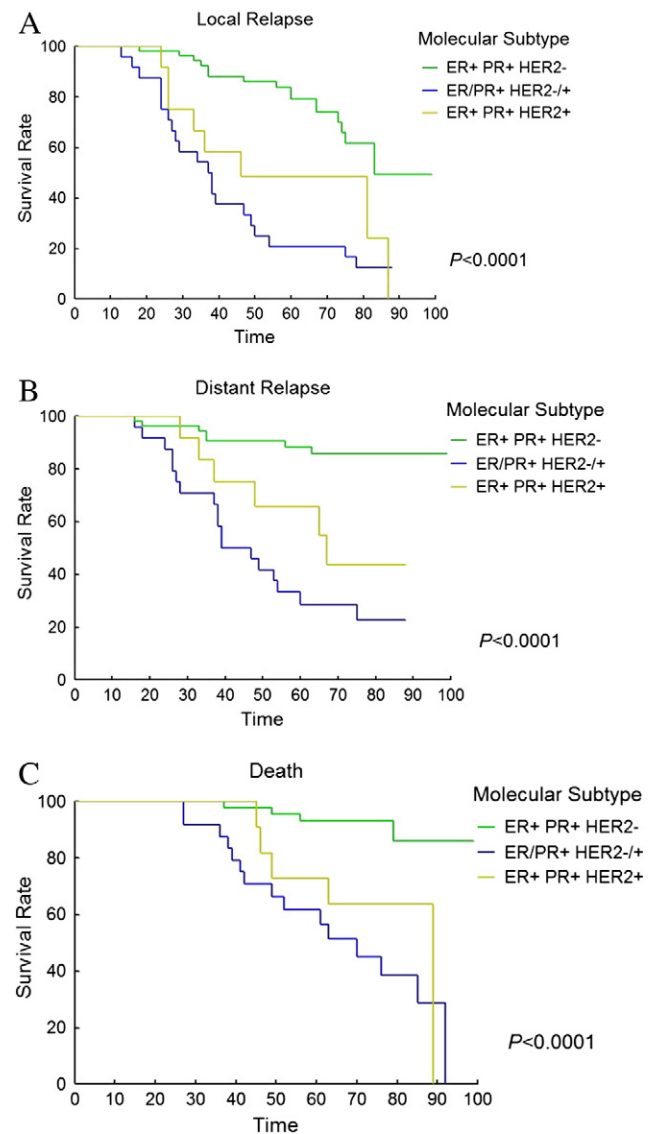 A
Local Relapse
Molecular Subtype
ER+ PR+ HER2-
ER/PR+ HER2-/+
ER+ PR+ HER2+
Survival Rate
100
80
60
40
20
0
P<0.0001
0 10 20 30 40 50 60 70 80 90 100
Time
B
Distant Relapse
Molecular Subtype
ER+ PR+ HER2-
ER/PR+ HER2-/+
ER+ PR+ HER2+
Survival Rate
100
80
60
40
20
0
P<0.0001
0 10 20 30 40 50 60 70 80 90 100
Time
C
Death
Molecular Subtype
ER+ PR+ HER2-
ER/PR+ HER2-/+
ER+ PR+ HER2+
Survival Rate
100
80
60
40
20
0
P<0.0001
0 10 20 30 40 50 60 70 80 90 100
Time